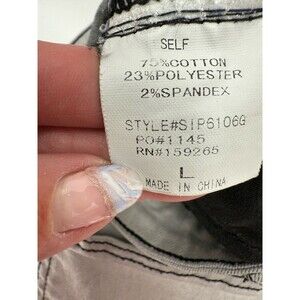 SELF
75%COTTON
23%POLYESTER
2%SPANDEX
STYLE#SIP6106G
PO#1145
RN#159265
L
MADE IN CHINA